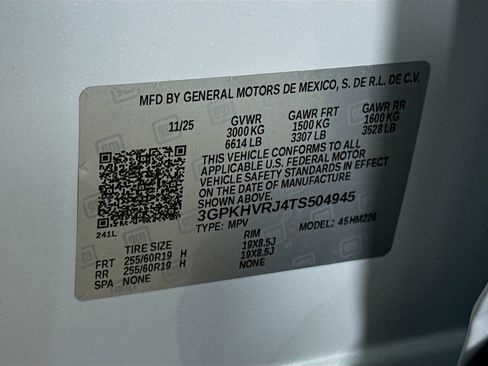 MFD BY GENERAL MOTORS DE MEXICO, S. DE R.L. DE C.V.
11/25 GVWR GAWR FRT GAWR RR
3000 KG 1500 KG 1600 KG
6614 LB 3307 LB 3528 LB
THIS VEHICLE CONFORMS TO ALL
APPLICABLE U.S. FEDERAL MOTOR
VEHICLE SAFETY STANDARDS IN EFFECT
ON THE DATE OF MANUFACTURE
SHOWN ABOVE.
3GPKHVRJ4TS504945
TYPE: MPV MODEL: 45HM226
241L
TIRE SIZE RIM
FRT 255/60R19 H 19X8.5J
RR 255/60R19 H 19X8.5J
SPA NONE NONE